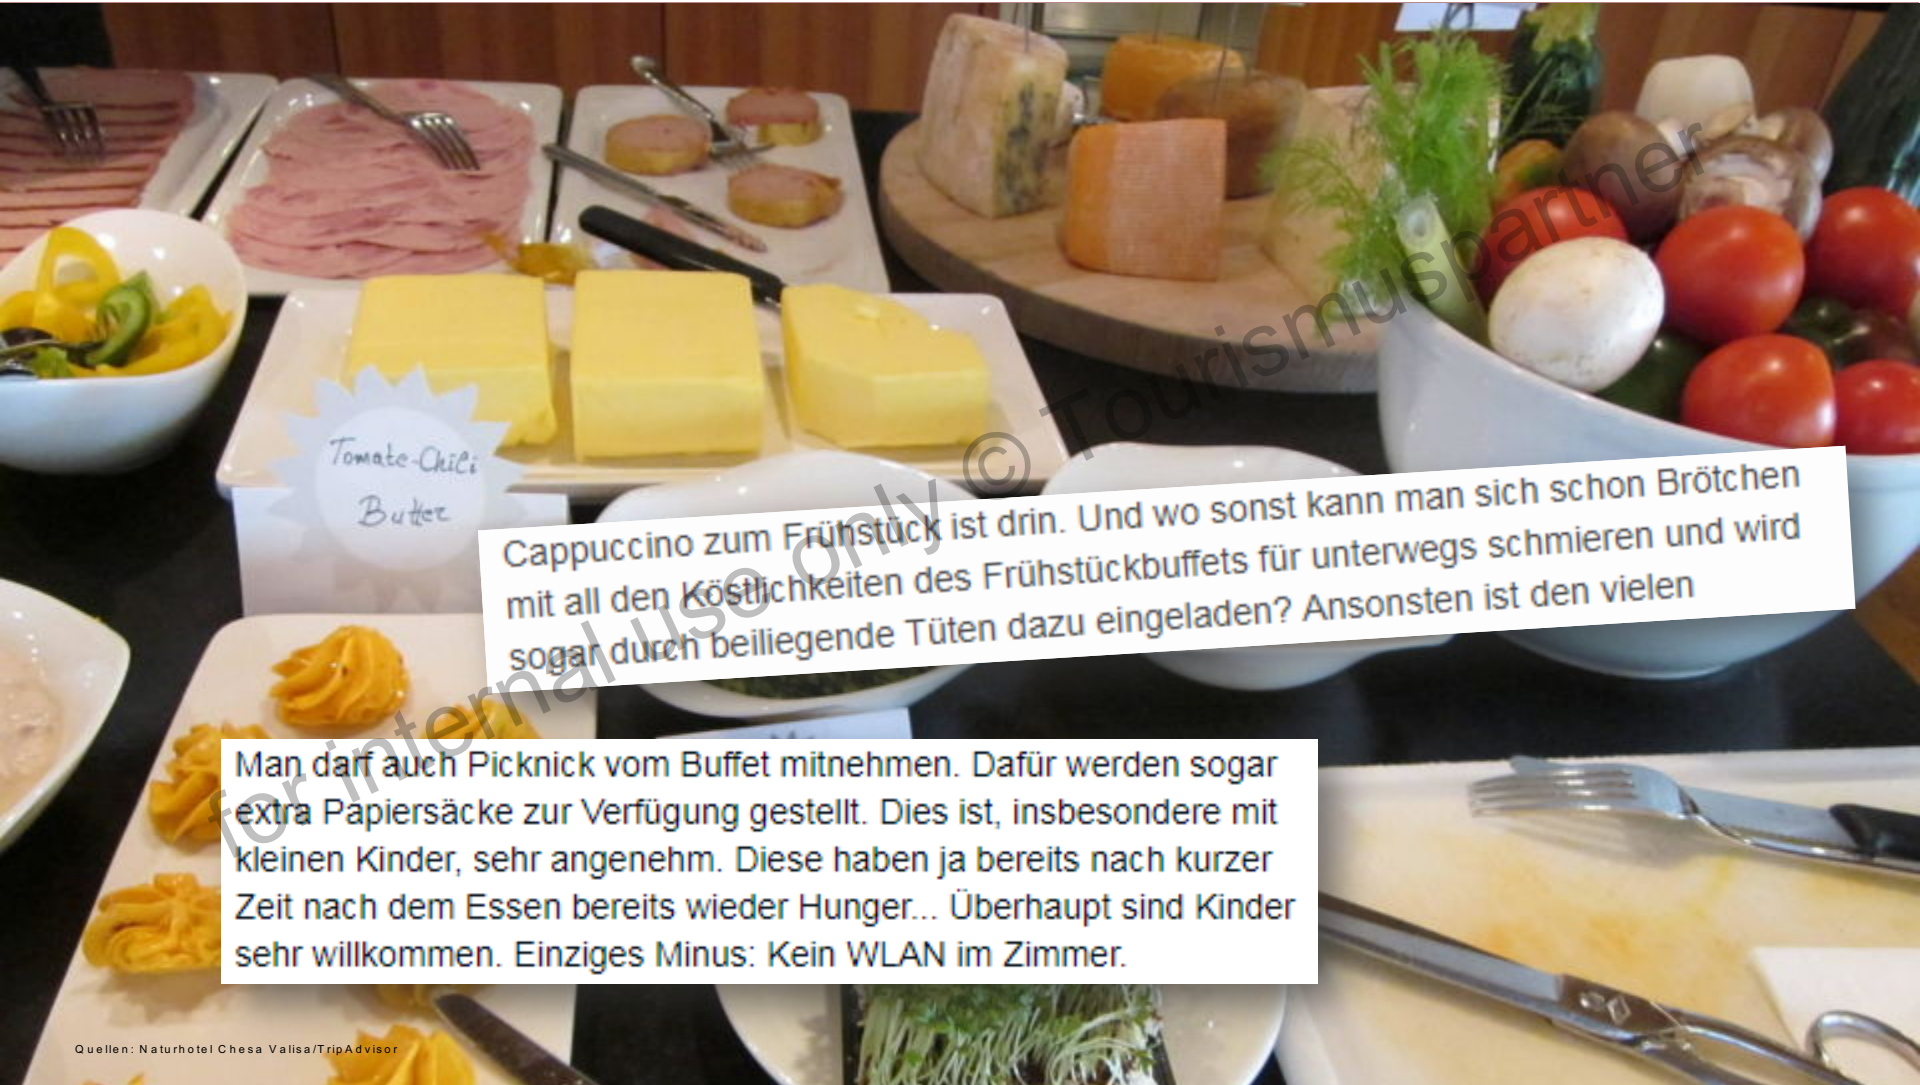 Tomate-Chili
Butter
Cappuccino zum Frühstück ist drin. Und wo sonst kann man sich schon Brötchen
mit all den Köstlichkeiten des Frühstückbuffets für unterwegs schmieren und wird
sogar durch beiliegende Tüten dazu eingeladen? Ansonsten ist den vielen
for internal use only © Tourismuspartner
Man darf auch Picknick vom Buffet mitnehmen. Dafür werden sogar
extra Papiersäcke zur Verfügung gestellt. Dies ist, insbesondere mit
kleinen Kinder, sehr angenehm. Diese haben ja bereits nach kurzer
Zeit nach dem Essen bereits wieder Hunger... Überhaupt sind Kinder
sehr willkommen. Einziges Minus: Kein WLAN im Zimmer.
Quellen: Naturhotel Chesa Valisa/TripAdvisor